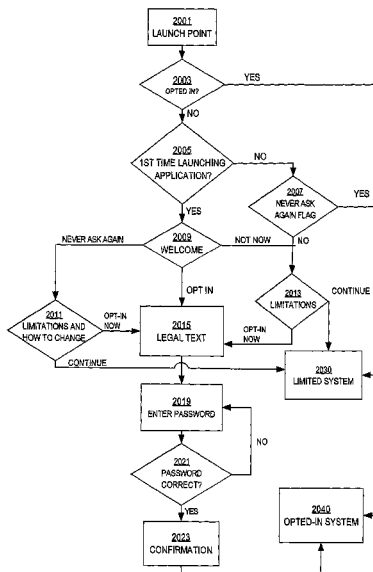 2001
LAUNCH POINT
2003
OPTED IN?
YES
NO
2005
1ST TIME LAUNCHING
APPLICATION?
NO
2007
NEVER ASK
AGAIN FLAG
YES
YES
NEVER ASK AGAIN
2009
WELCOME
NOT NOW
NO
OPT IN
2011
LIMITATIONS AND
HOW TO CHANGE
OPT-IN
NOW
2015
LEGAL TEXT
OPT-IN
NOW
2013
LIMITATIONS
CONTINUE
CONTINUE
2030
LIMITED SYSTEM
2019
ENTER PASSWORD
NO
2021
PASSWORD
CORRECT?
YES
2023
CONFIRMATION
2040
OPTED-IN SYSTEM